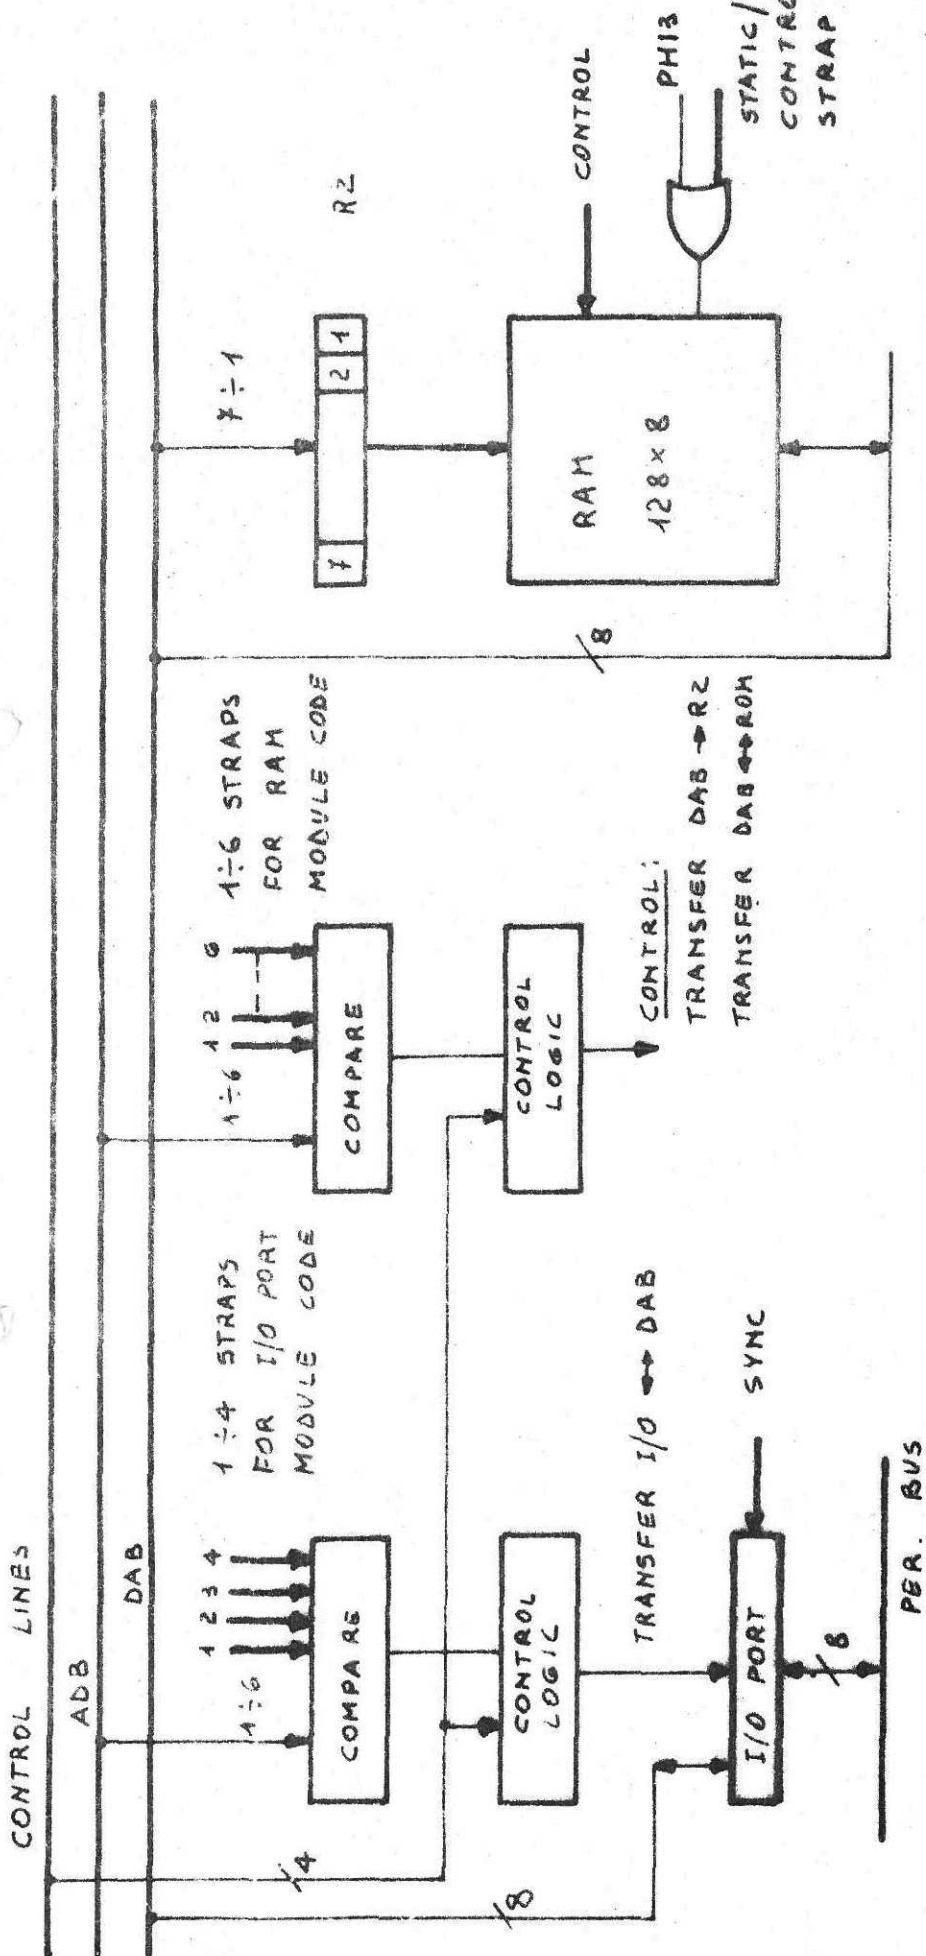 CONTROL LINES
ADB
DAB
1 2 3 4
1÷6
1÷4 STRAPS
FOR I/O PORT
MODULE CODE
COMPARE
4
CONTROL
LOGIC
8
TRANSFER I/O ↔ DAB
I/O PORT
SYNC
8
PER. BUS
1÷6
1 2 6
1÷6 STRAPS
FOR RAM
MODULE CODE
COMPARE
CONTROL
LOGIC
CONTROL:
TRANSFER DAB → R2
TRANSFER DAB ↔ ROM
8
7÷1
7 2 1
R2
RAM
128×8
CONTROL
PHI3
STATIC/
CONTRO
STRAP